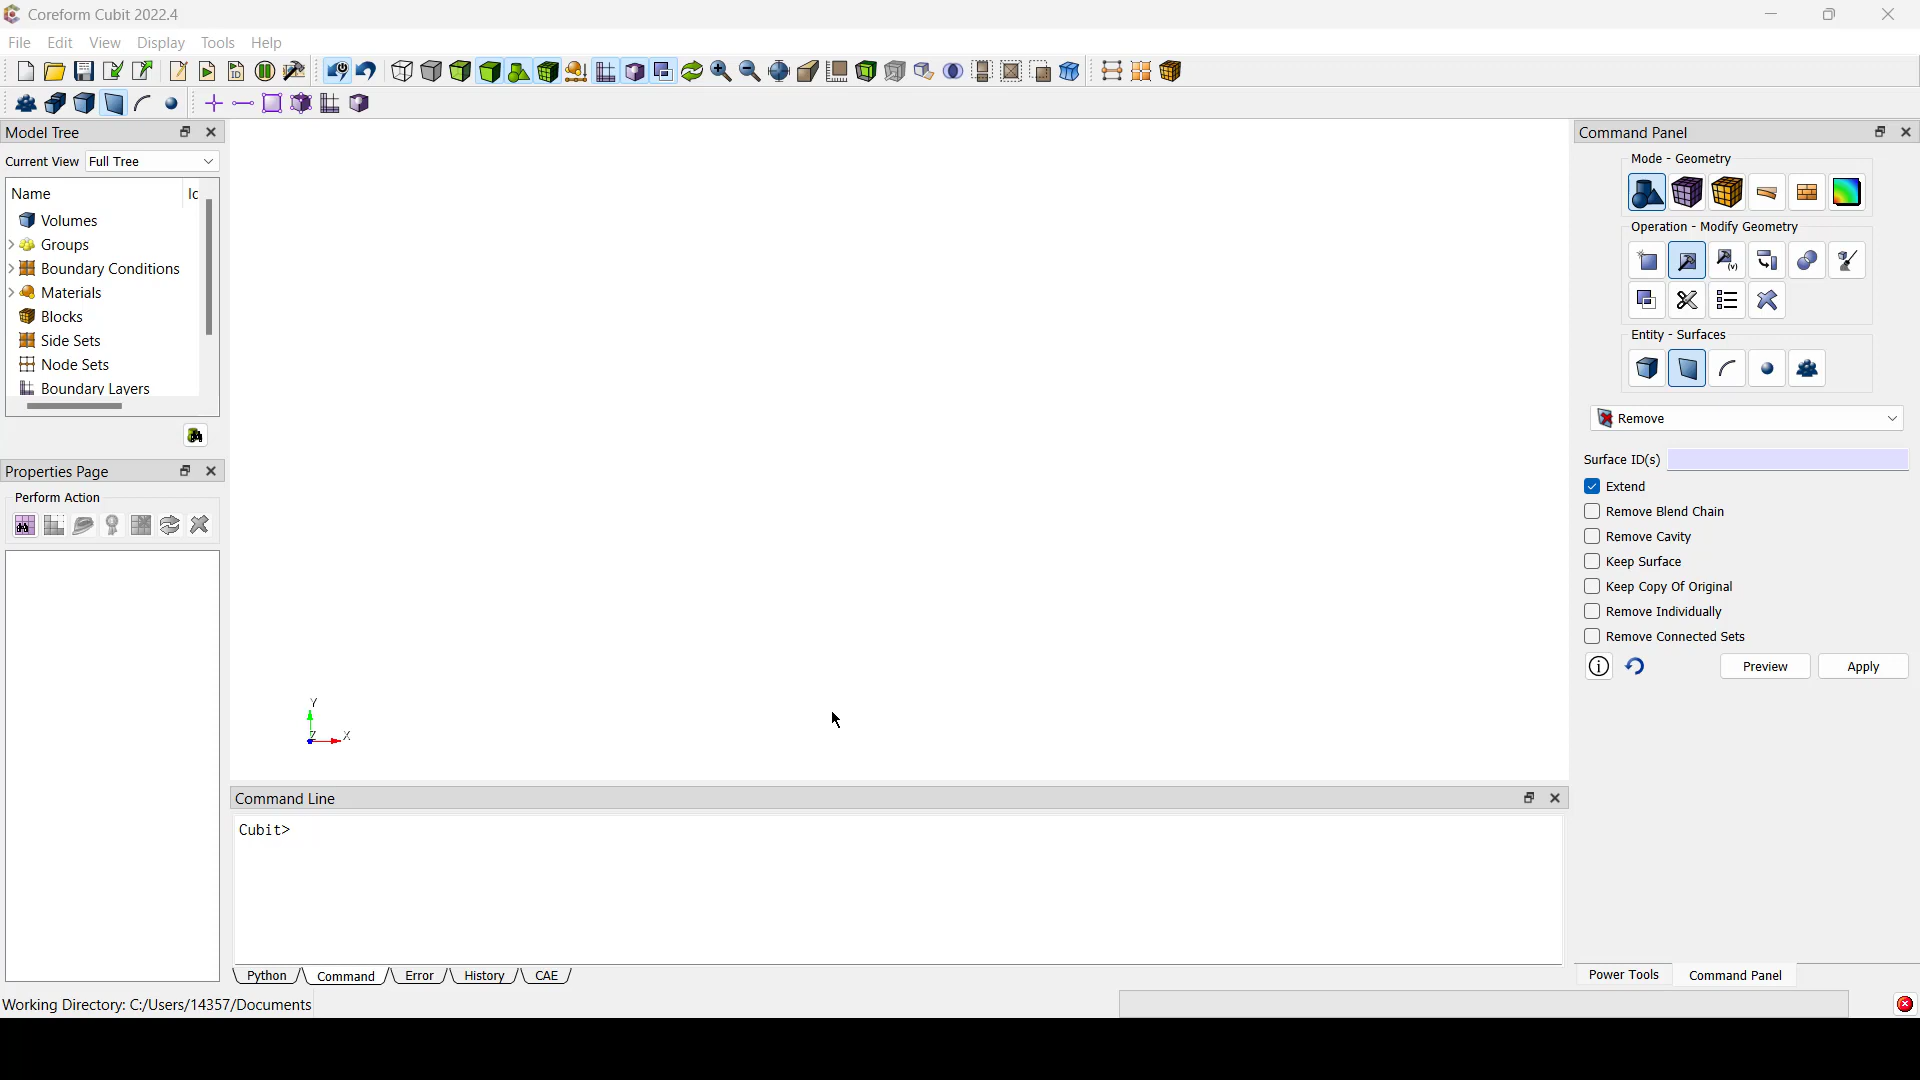 Coreform Cubit 2022.4
File Edit View Display Tools Help
Model Tree
Current View Full Tree
Name
Volumes
Groups
Boundary Conditions
Materials
Blocks
Side Sets
Node Sets
Boundary Layers
Properties Page
Perform Action
Y
Z X
Command Line
Cubit>
Python Command Error History CAE
Working Directory: C:/Users/14357/Documents
Command Panel
Mode - Geometry
Operation - Modify Geometry
(v)
Entity - Surfaces
Remove
Surface ID(s)
Extend
Remove Blend Chain
Remove Cavity
Keep Surface
Keep Copy Of Original
Remove Individually
Remove Connected Sets
Preview Apply
Power Tools Command Panel